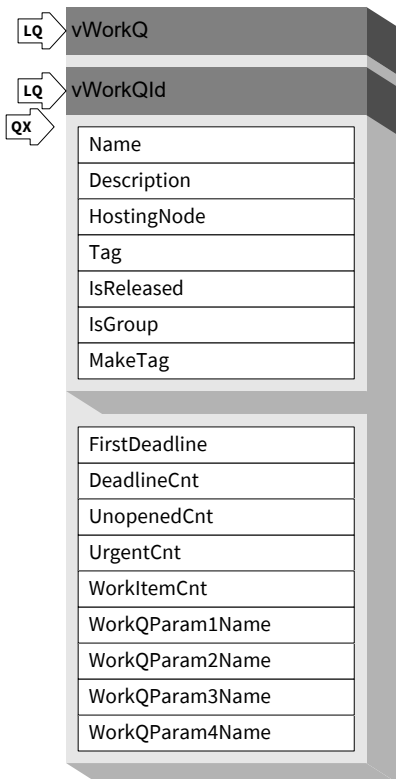 LQ vWorkQ
LQ vWorkQId
QX
Name
Description
HostingNode
Tag
IsReleased
IsGroup
MakeTag
FirstDeadline
DeadlineCnt
UnopenedCnt
UrgentCnt
WorkItemCnt
WorkQParam1Name
WorkQParam2Name
WorkQParam3Name
WorkQParam4Name